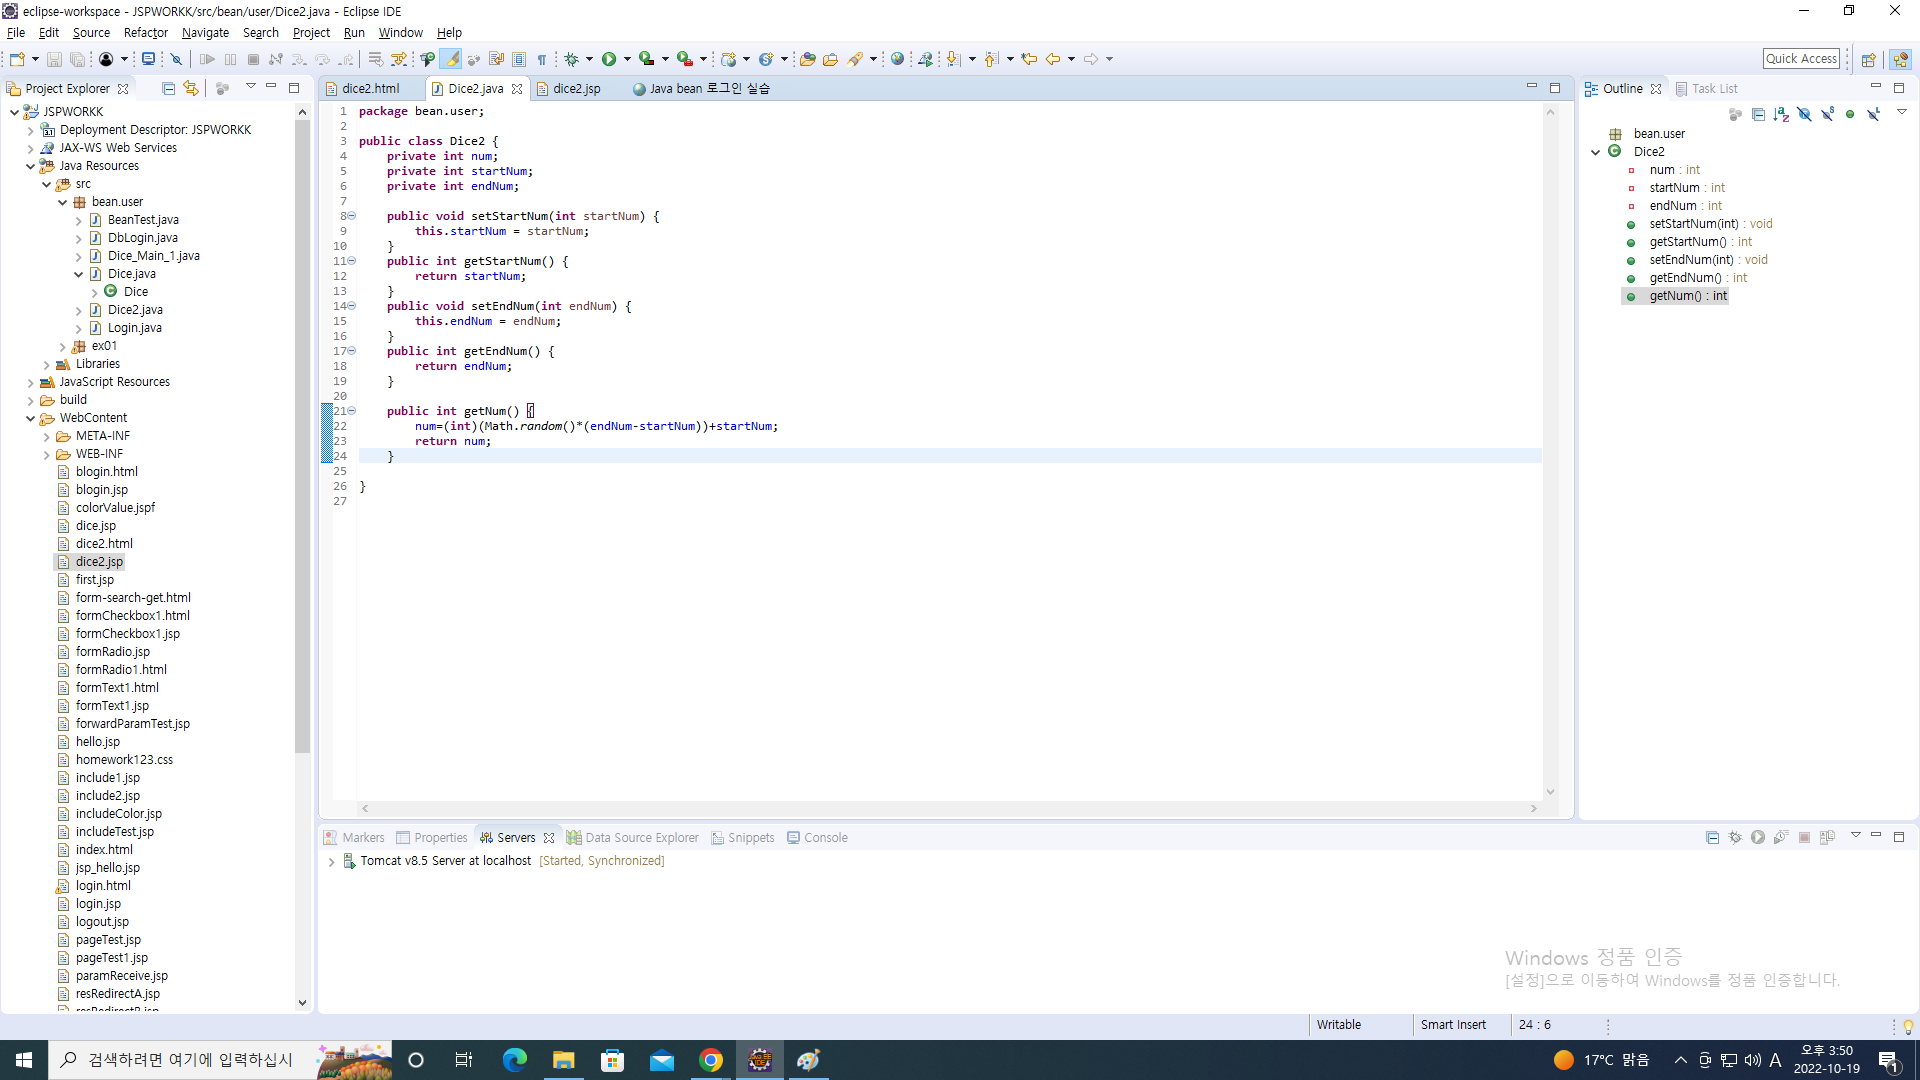 eclipse-workspace - JSPWORKK/src/bean/user/Dice2.java - Eclipse IDE
File Edit Source Refactor Navigate Search Project Run Window Help
Quick Access
Project Explorer
JSPWORKK
Deployment Descriptor: JSPWORKK
JAX-WS Web Services
Java Resources
src
bean.user
BeanTest.java
DbLogin.java
Dice_Main_1.java
Dice.java
Dice
Dice2.java
Login.java
ex01
Libraries
JavaScript Resources
build
WebContent
META-INF
WEB-INF
blogin.html
blogin.jsp
colorValue.jspf
dice.jsp
dice2.html
dice2.jsp
first.jsp
form-search-get.html
formCheckbox1.html
formCheckbox1.jsp
formRadio.jsp
formRadio1.html
formText1.html
formText1.jsp
forwardParamTest.jsp
hello.jsp
homework123.css
include1.jsp
include2.jsp
includeColor.jsp
includeTest.jsp
index.html
jsp_hello.jsp
login.html
login.jsp
logout.jsp
pageTest.jsp
pageTest1.jsp
paramReceive.jsp
resRedirectA.jsp
resRedirectB.jsp
dice2.html Dice2.java dice2.jsp Java bean 로그인 실습
1 package bean.user;
2
3 public class Dice2 {
4 private int num;
5 private int startNum;
6 private int endNum;
7
8 public void setStartNum(int startNum) {
9 this.startNum = startNum;
10 }
11 public int getStartNum() {
12 return startNum;
13 }
14 public void setEndNum(int endNum) {
15 this.endNum = endNum;
16 }
17 public int getEndNum() {
18 return endNum;
19 }
20
21 public int getNum() {
22 num=(int)(Math.random()*(endNum-startNum))+startNum;
23 return num;
24 }
25
26 }
27
Outline Task List
bean.user
Dice2
num : int
startNum : int
endNum : int
setStartNum(int) : void
getStartNum() : int
setEndNum(int) : void
getEndNum() : int
getNum() : int
Markers Properties Servers Data Source Explorer Snippets Console
Tomcat v8.5 Server at localhost [Started, Synchronized]
Windows 정품 인증
[설정]으로 이동하여 Windows를 정품 인증합니다.
Writable Smart Insert 24 : 6
검색하려면 여기에 입력하십시
17°C 맑음
A
오후 3:50
2022-10-19
1